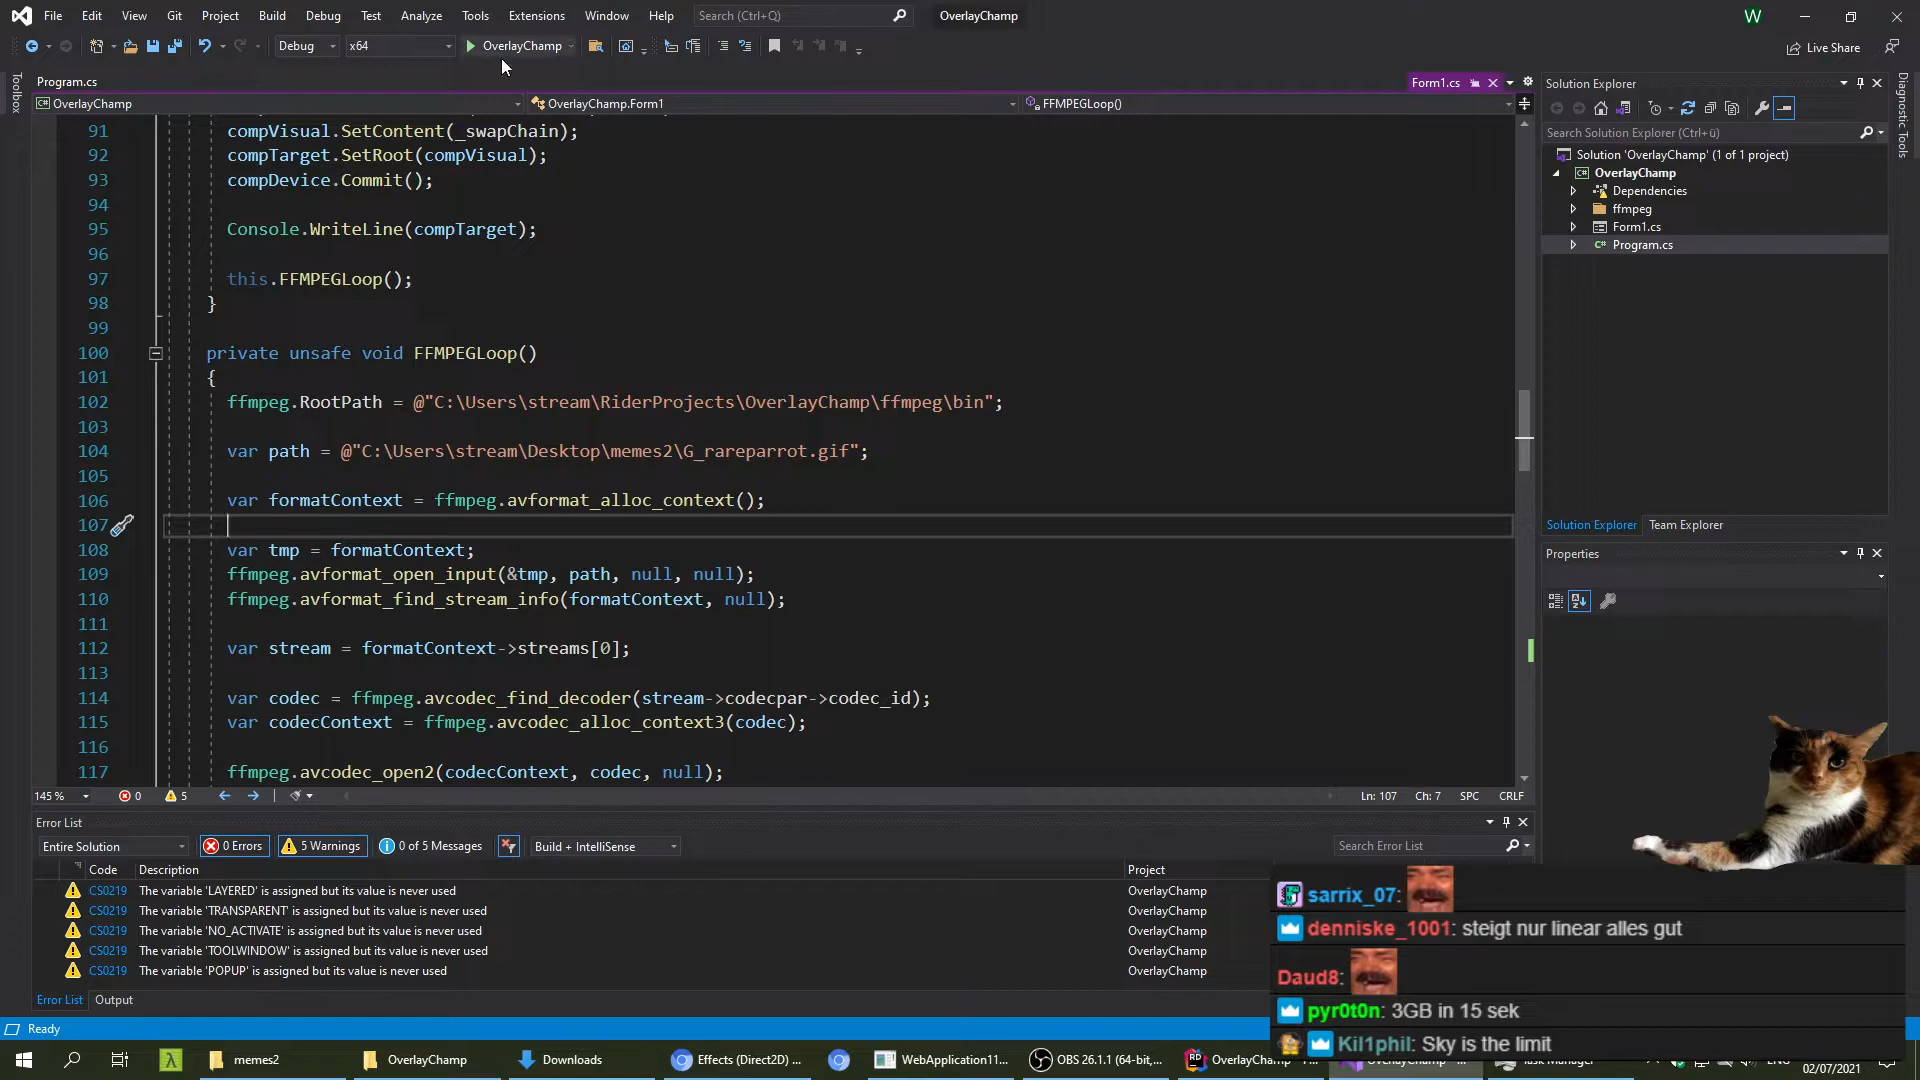 File Edit View Git Project Build Debug Test Analyze Tools Extensions Window Help Search (Ctrl+Q) OverlayChamp W
Debug x64 OverlayChamp Live Share
Toolbox
Program.cs Form1.cs
OverlayChamp OverlayChamp.Form1 FFMPEGLoop()
91 compVisual.SetContent(_swapChain);
92 compTarget.SetRoot(compVisual);
93 compDevice.Commit();
94
95 Console.WriteLine(compTarget);
96
97 this.FFMPEGLoop();
98 }
99
100 private unsafe void FFMPEGLoop()
101 {
102 ffmpeg.RootPath = @"C:\Users\stream\RiderProjects\OverlayChamp\ffmpeg\bin";
103
104 var path = @"C:\Users\stream\Desktop\memes2\G_rareparrot.gif";
105
106 var formatContext = ffmpeg.avformat_alloc_context();
107
108 var tmp = formatContext;
109 ffmpeg.avformat_open_input(&tmp, path, null, null);
110 ffmpeg.avformat_find_stream_info(formatContext, null);
111
112 var stream = formatContext->streams[0];
113
114 var codec = ffmpeg.avcodec_find_decoder(stream->codecpar->codec_id);
115 var codecContext = ffmpeg.avcodec_alloc_context3(codec);
116
117 ffmpeg.avcodec_open2(codecContext, codec, null);
145 % 0 5 Ln: 107 Ch: 7 SPC CRLF
Solution Explorer
Search Solution Explorer (Ctrl+ü)
Solution 'OverlayChamp' (1 of 1 project)
OverlayChamp
Dependencies
ffmpeg
Form1.cs
Program.cs
Solution Explorer Team Explorer
Properties
Diagnostic Tools
Error List
Entire Solution 0 Errors 5 Warnings 0 of 5 Messages Build + IntelliSense Search Error List
Code Description Project
CS0219 The variable 'LAYERED' is assigned but its value is never used OverlayChamp
CS0219 The variable 'TRANSPARENT' is assigned but its value is never used OverlayChamp
CS0219 The variable 'NO_ACTIVATE' is assigned but its value is never used OverlayChamp
CS0219 The variable 'TOOLWINDOW' is assigned but its value is never used OverlayChamp
CS0219 The variable 'POPUP' is assigned but its value is never used OverlayChamp
Error List Output
Ready
sarrix_07:
denniske_1001: steigt nur linear alles gut
Daud8:
pyr0t0n: 3GB in 15 sek
Kil1phil: Sky is the limit
memes2 OverlayChamp Downloads Effects (Direct2D) ... WebApplication11... OBS 26.1.1 (64-bit,... OverlayChamp
02/07/2021